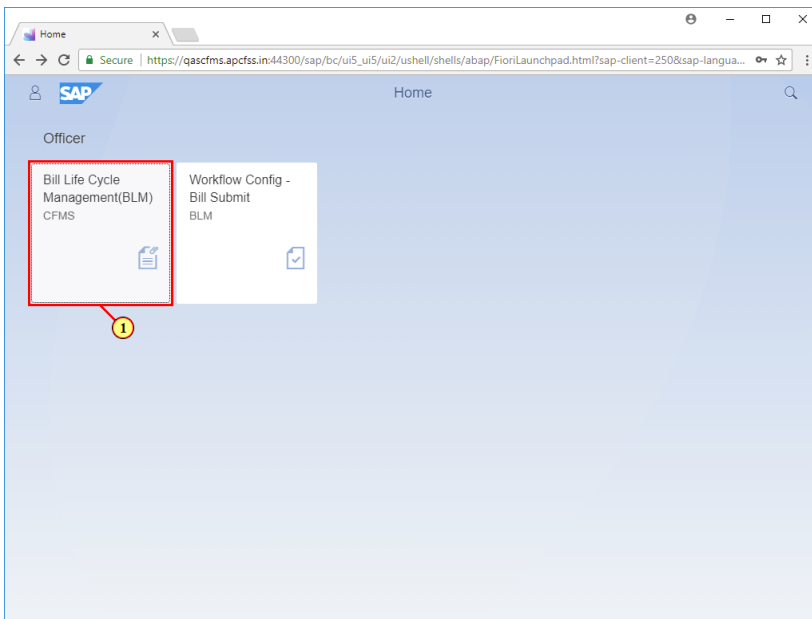 Home
Secure | https://qascfms.apcfss.in:44300/sap/bc/ui5_ui5/ui2/ushell/shells/abap/FioriLaunchpad.html?sap-client=250&sap-langua...
SAP
Home
Officer
Bill Life Cycle
Management(BLM)
CFMS
Workflow Config -
Bill Submit
BLM
1